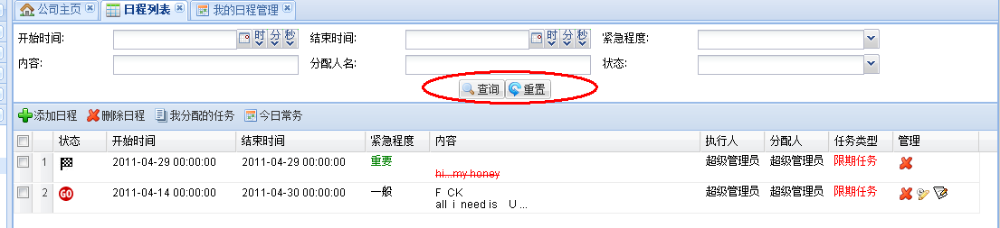 公司主页 日程列表 我的日程管理
开始时间: 时 分 秒 结束时间: 时 分 秒 紧急程度:
内容: 分配人名: 状态:
查询 重置
添加日程 删除日程 我分配的任务 今日常务
状态 开始时间 结束时间 紧急程度 内容 执行人 分配人 任务类型 管理
1 2011-04-29 00:00:00 2011-04-29 00:00:00 重要 超级管理员 超级管理员 限期任务
hi...my honey
2 GO 2011-04-14 00:00:00 2011-04-30 00:00:00 一般 F CK 超级管理员 超级管理员 限期任务
all i need is U ...